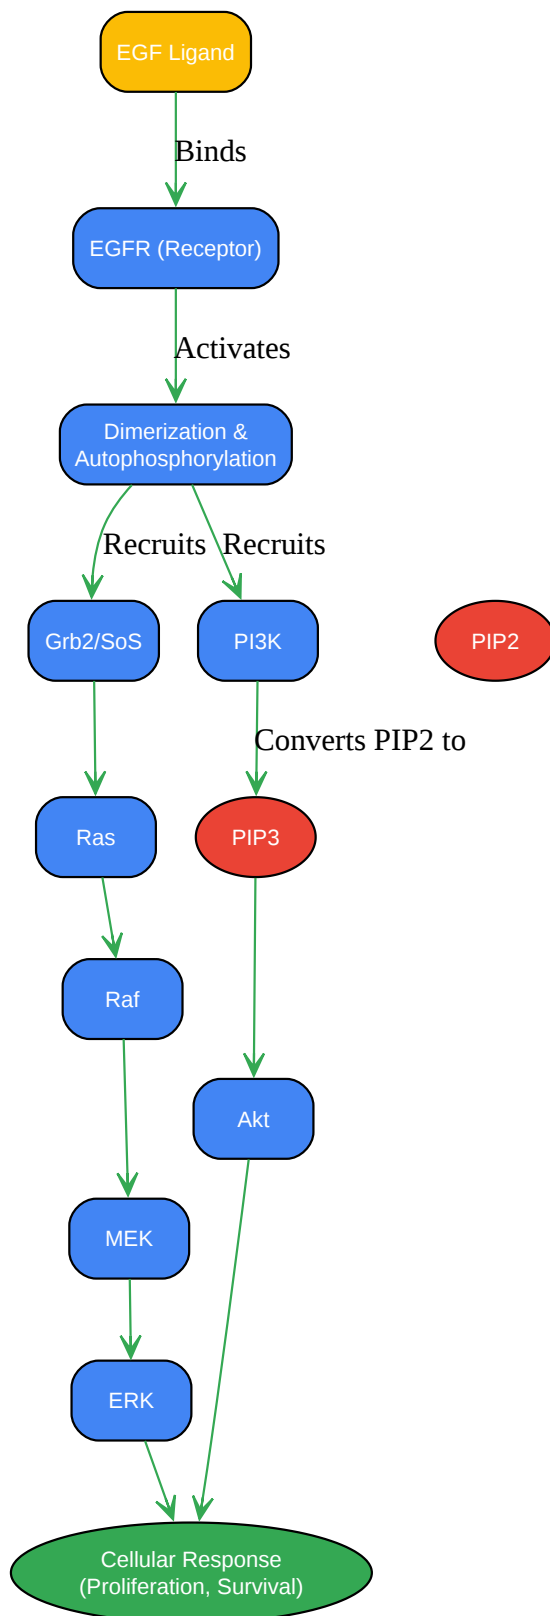 EGF Ligand
Binds
EGFR (Receptor)
Activates
Dimerization &
Autophosphorylation
Recruits
Recruits
Grb2/SoS
PI3K
PIP2
Converts PIP2 to
Ras
PIP3
Raf
Akt
MEK
ERK
Cellular Response
(Proliferation, Survival)